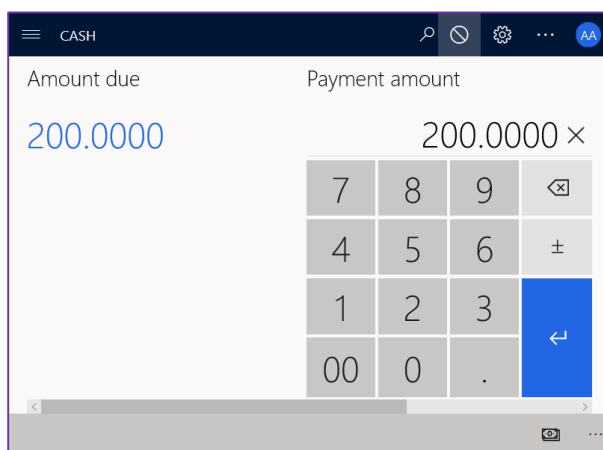 CASH AA
Amount due Payment amount
200.0000 200.0000
7 8 9
4 5 6 ±
1 2 3
00 0 .